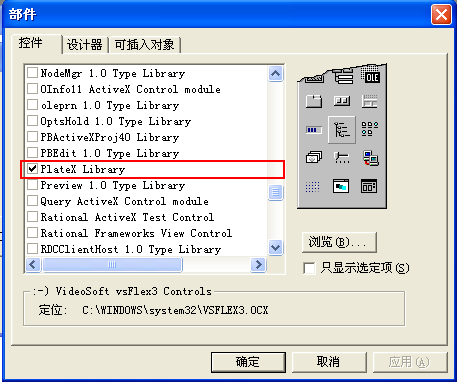 部件
控件 设计器 可插入对象
NodeMgr 1.0 Type Library
OInfo11 ActiveX Control module
oleprn 1.0 Type Library
OptsHold 1.0 Type Library
PBActiveXProj40 Library
PBEdit 1.0 Type Library
PlateX Library
Preview 1.0 Type Library
Query ActiveX Control module
Rational ActiveX Test Control
Rational Frameworks View Control
RDCClientHost 1.0 Type Library
OLE
浏览(B)...
只显示选定项(S)
:-) VideoSoft vsFlex3 Controls
定位: C:\WINDOWS\system32\VSFLEX3.OCX
确定 取消 应用(A)